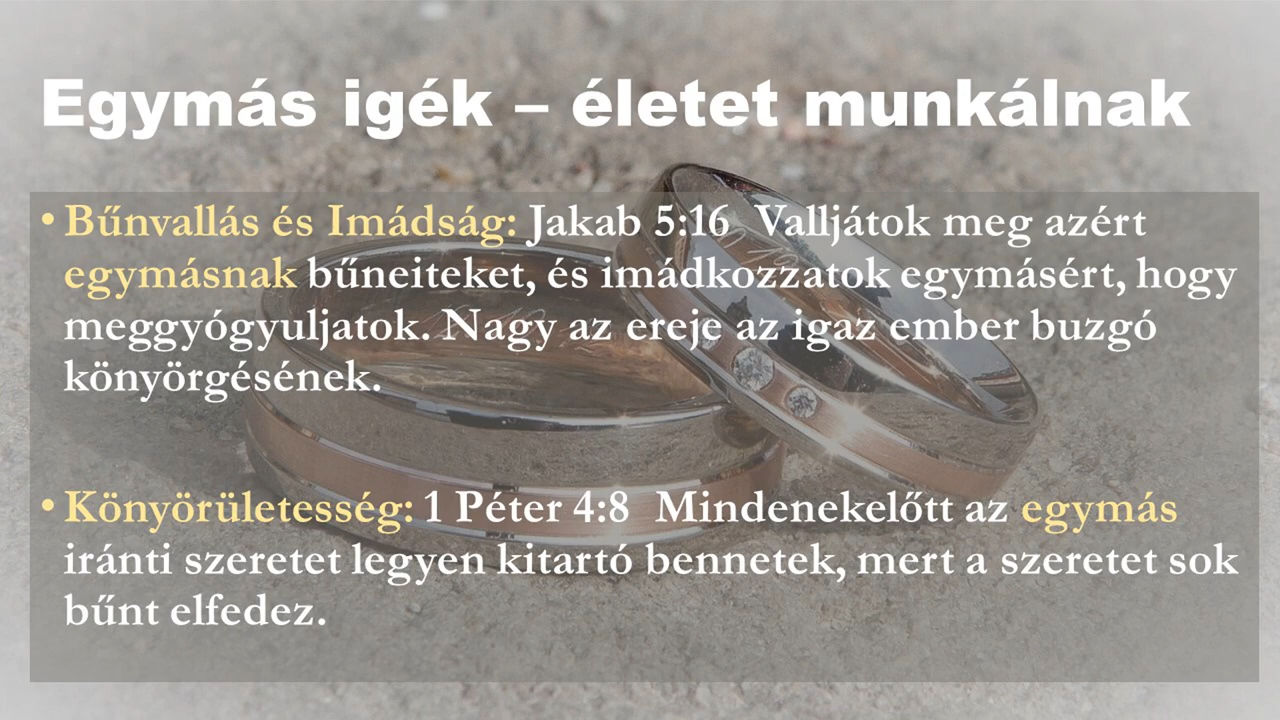 Egymás igék – életet munkálnak
• Bűnvallás és Imádság: Jakab 5:16 Valljátok meg azért
egymásnak bűneiteket, és imádkozzatok egymásért, hogy
meggyógyuljatok. Nagy az ereje az igaz ember buzgó
könyörgésének.
• Könyörületesség: 1 Péter 4:8 Mindenekelőtt az egymás
iránti szeretet legyen kitartó bennetek, mert a szeretet sok
bűnt elfedez.